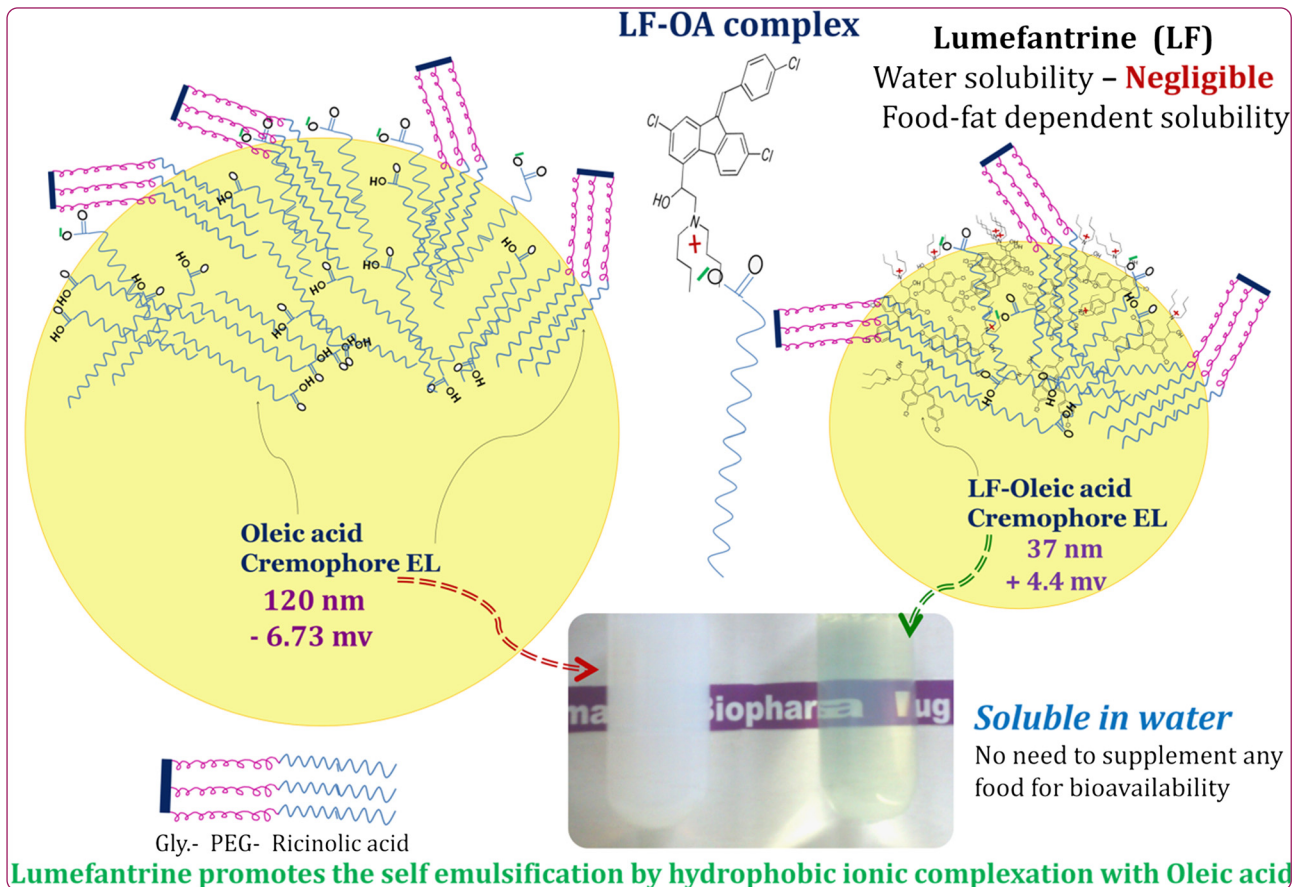 LF-OA complex
Lumefantrine (LF)
Water solubility – Negligible
Food-fat dependent solubility
Cl
Cl
Cl
HO
N
+
O
O
Oleic acid
Cremophore EL
120 nm
- 6.73 mv
LF-Oleic acid
Cremophore EL
37 nm
+ 4.4 mv
ma Biophar a ug
Soluble in water
No need to supplement any
food for bioavailability
Gly.- PEG- Ricinolic acid
Lumefantrine promotes the self emulsification by hydrophobic ionic complexation with Oleic acid